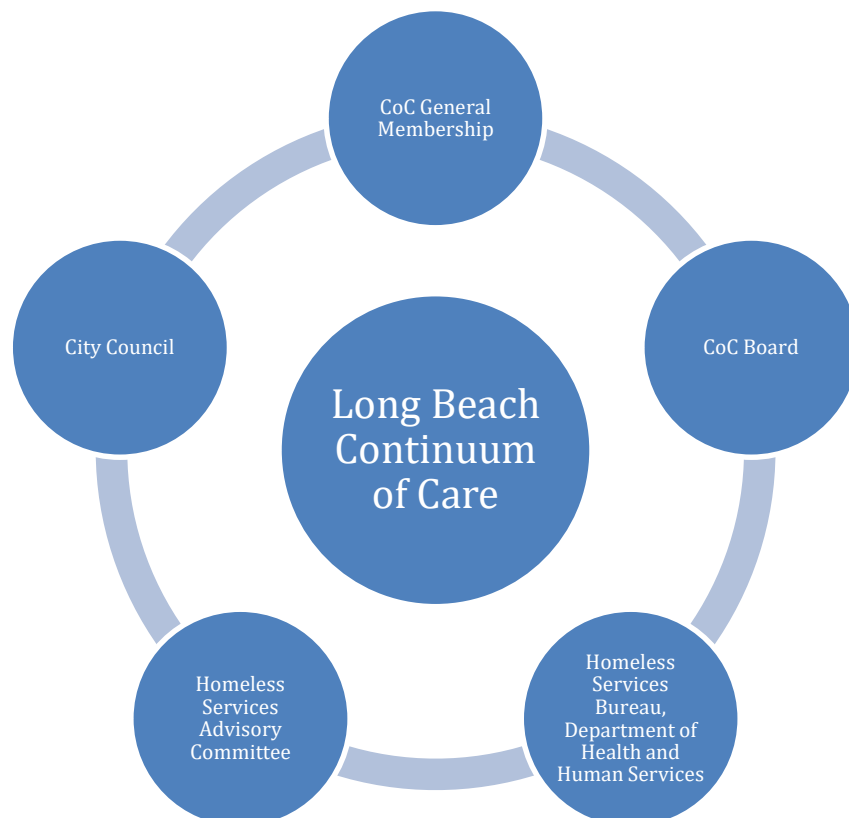 CoC General
Membership
City Council
CoC Board
Long Beach
Continuum
of Care
Homeless
Services
Advisory
Committee
Homeless
Services
Bureau,
Department of
Health and
Human Services